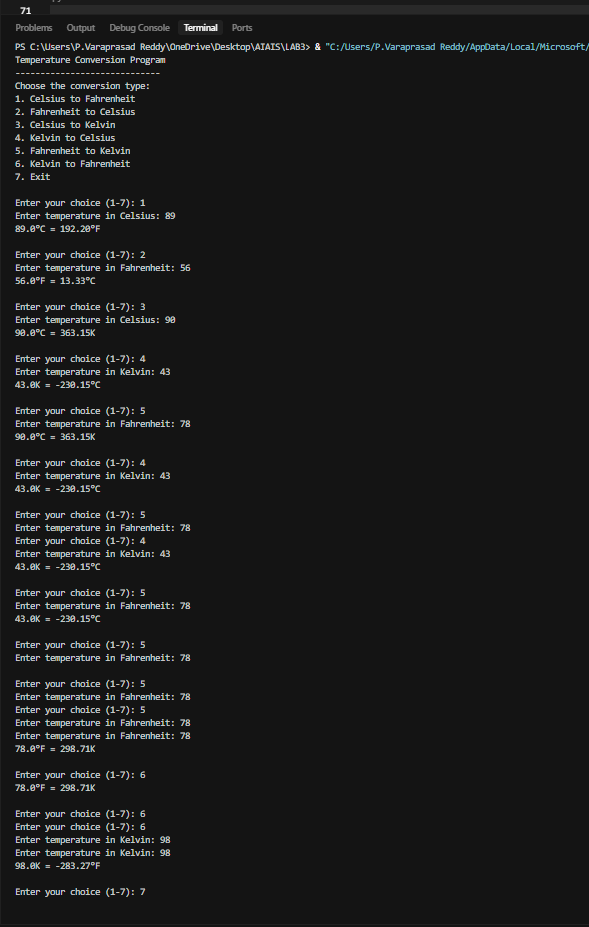 71
Problems Output Debug Console Terminal Ports
PS C:\Users\P.Varaprasad Reddy\OneDrive\Desktop\AIAIS\LAB3> & "C:/Users/P.Varaprasad Reddy/AppData/Local/Microsoft/
Temperature Conversion Program
-----------------------------
Choose the conversion type:
1. Celsius to Fahrenheit
2. Fahrenheit to Celsius
3. Celsius to Kelvin
4. Kelvin to Celsius
5. Fahrenheit to Kelvin
6. Kelvin to Fahrenheit
7. Exit
Enter your choice (1-7): 1
Enter temperature in Celsius: 89
89.0°C = 192.20°F
Enter your choice (1-7): 2
Enter temperature in Fahrenheit: 56
56.0°F = 13.33°C
Enter your choice (1-7): 3
Enter temperature in Celsius: 90
90.0°C = 363.15K
Enter your choice (1-7): 4
Enter temperature in Kelvin: 43
43.0K = -230.15°C
Enter your choice (1-7): 5
Enter temperature in Fahrenheit: 78
90.0°C = 363.15K
Enter your choice (1-7): 4
Enter temperature in Kelvin: 43
43.0K = -230.15°C
Enter your choice (1-7): 5
Enter temperature in Fahrenheit: 78
Enter your choice (1-7): 4
Enter temperature in Kelvin: 43
43.0K = -230.15°C
Enter your choice (1-7): 5
Enter temperature in Fahrenheit: 78
43.0K = -230.15°C
Enter your choice (1-7): 5
Enter temperature in Fahrenheit: 78
Enter your choice (1-7): 5
Enter temperature in Fahrenheit: 78
Enter your choice (1-7): 5
Enter temperature in Fahrenheit: 78
Enter temperature in Fahrenheit: 78
78.0°F = 298.71K
Enter your choice (1-7): 6
78.0°F = 298.71K
Enter your choice (1-7): 6
Enter your choice (1-7): 6
Enter temperature in Kelvin: 98
Enter temperature in Kelvin: 98
98.0K = -283.27°F
Enter your choice (1-7): 7